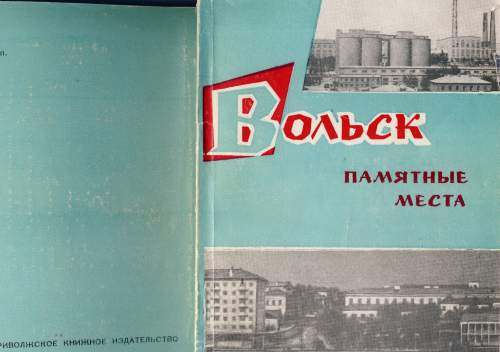 п.
ВОЛЬСК
ПАМЯТНЫЕ
МЕСТА
РИВОЛЖСКОЕ КНИЖНОЕ ИЗДАТЕЛЬСТВО